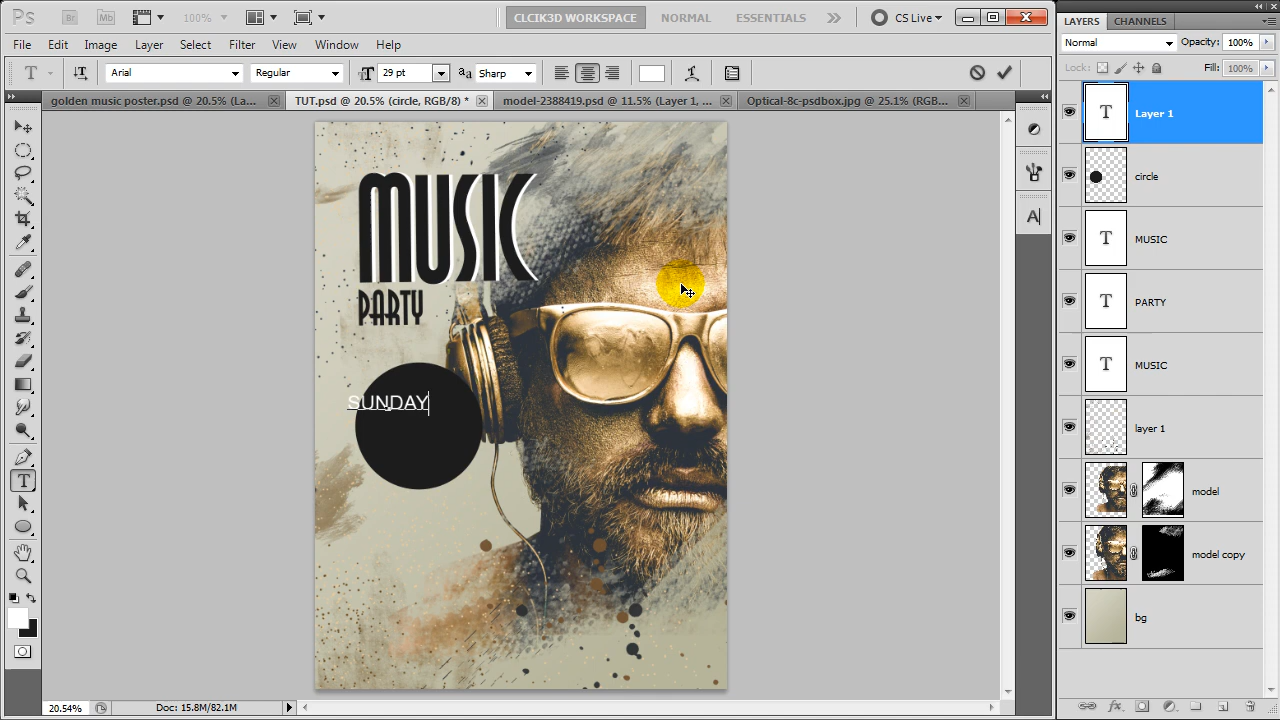 Ps
Br
Mb
100%
CLCIK3D WORKSPACE
NORMAL
ESSENTIALS
CS Live
File Edit Image Layer Select Filter View Window Help
T
Arial
Regular
29 pt
Sharp
golden music poster.psd @ 20.5% (La...
TUT.psd @ 20.5% (circle, RGB/8) *
model-2388419.psd @ 11.5% (Layer 1, ...
Optical-8c-psdbox.jpg @ 25.1% (RGB...
MUSIC
PARTY
SUNDAY
20.54%
Doc: 15.8M/82.1M
LAYERS CHANNELS
Normal
Opacity: 100%
Lock:
Fill: 100%
T Layer 1
circle
T MUSIC
T PARTY
T MUSIC
layer 1
model
model copy
bg